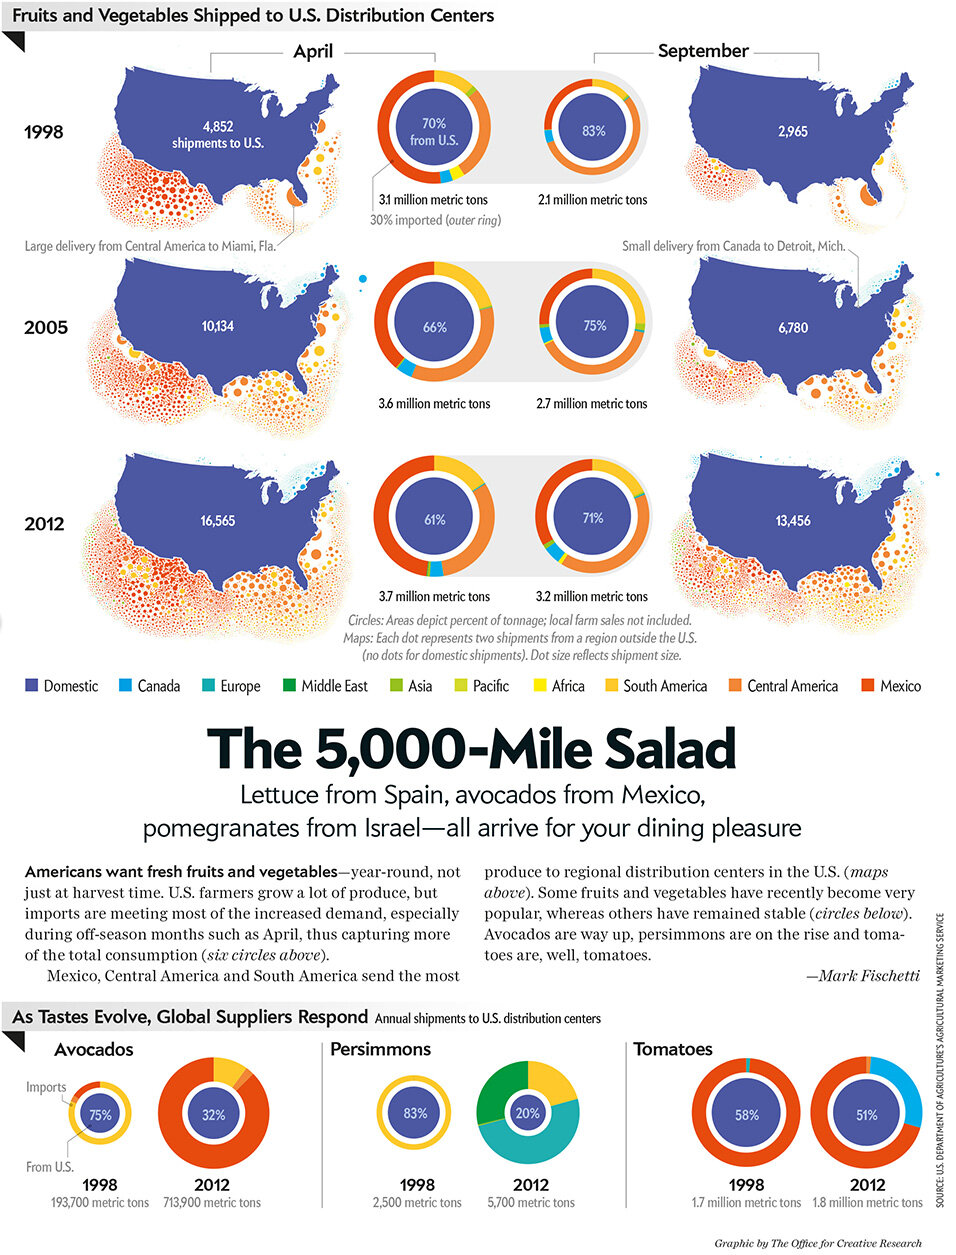 Fruits and Vegetables Shipped to U.S. Distribution Centers
April
September
1998
4,852
shipments to U.S.
70%
from U.S.
83%
2,965
3.1 million metric tons
30% imported (outer ring)
2.1 million metric tons
Large delivery from Central America to Miami, Fla.
Small delivery from Canada to Detroit, Mich.
2005
10,134
66%
75%
6,780
3.6 million metric tons
2.7 million metric tons
2012
16,565
61%
71%
13,456
3.7 million metric tons
3.2 million metric tons
Circles: Areas depict percent of tonnage; local farm sales not included.
Maps: Each dot represents two shipments from a region outside the U.S.
(no dots for domestic shipments). Dot size reflects shipment size.
Domestic
Canada
Europe
Middle East
Asia
Pacific
Africa
South America
Central America
Mexico
The 5,000-Mile Salad
Lettuce from Spain, avocados from Mexico,
pomegranates from Israel—all arrive for your dining pleasure
Americans want fresh fruits and vegetables—year-round, not
just at harvest time. U.S. farmers grow a lot of produce, but
imports are meeting most of the increased demand, especially
during off-season months such as April, thus capturing more
of the total consumption (six circles above).
Mexico, Central America and South America send the most
produce to regional distribution centers in the U.S. (maps
above). Some fruits and vegetables have recently become very
popular, whereas others have remained stable (circles below).
Avocados are way up, persimmons are on the rise and toma-
toes are, well, tomatoes.
—Mark Fischetti
As Tastes Evolve, Global Suppliers Respond Annual shipments to U.S. distribution centers
Avocados
Imports
75%
From U.S.
1998
193,700 metric tons
32%
2012
713,900 metric tons
Persimmons
83%
1998
2,500 metric tons
20%
2012
5,700 metric tons
Tomatoes
58%
1998
1.7 million metric tons
51%
2012
1.8 million metric tons
SOURCE: U.S. DEPARTMENT OF AGRICULTURE'S AGRICULTURAL MARKETING SERVICE
Graphic by The Office for Creative Research